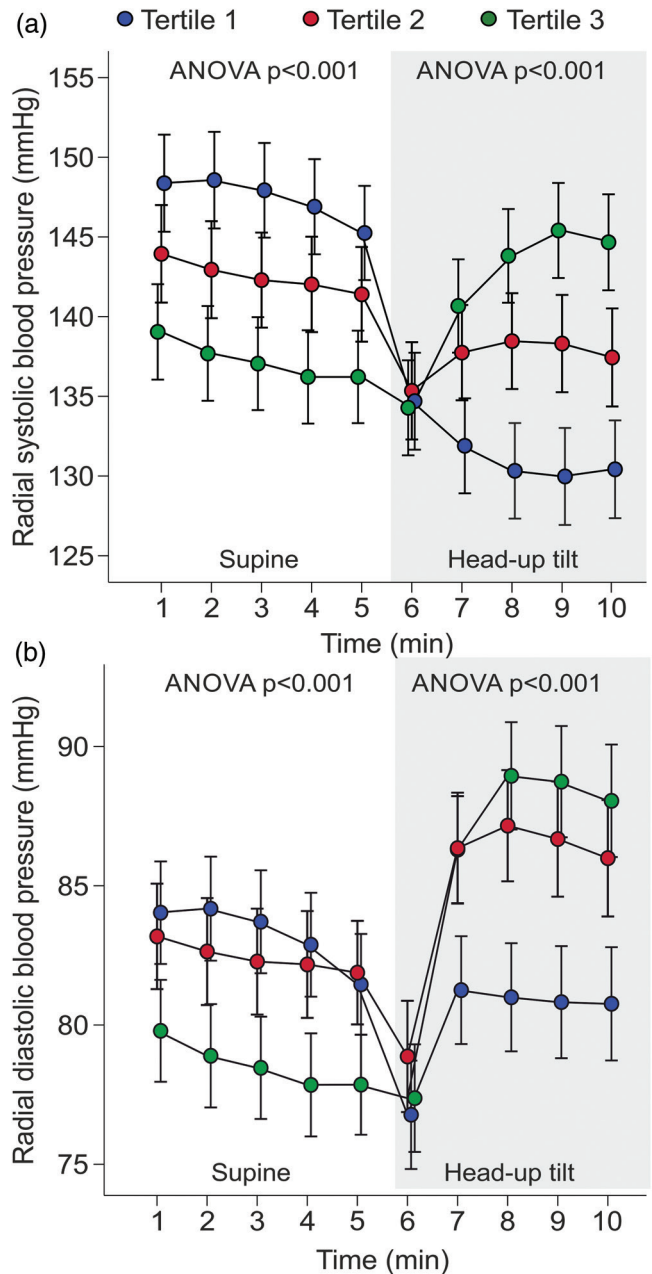 (a)
Tertile 1 Tertile 2 Tertile 3
ANOVA p<0.001 ANOVA p<0.001
Radial systolic blood pressure (mmHg)
155
150
145
140
135
130
125
Supine Head-up tilt
1 2 3 4 5 6 7 8 9 10
Time (min)
(b)
ANOVA p<0.001 ANOVA p<0.001
Radial diastolic blood pressure (mmHg)
90
85
80
75
Supine Head-up tilt
1 2 3 4 5 6 7 8 9 10
Time (min)